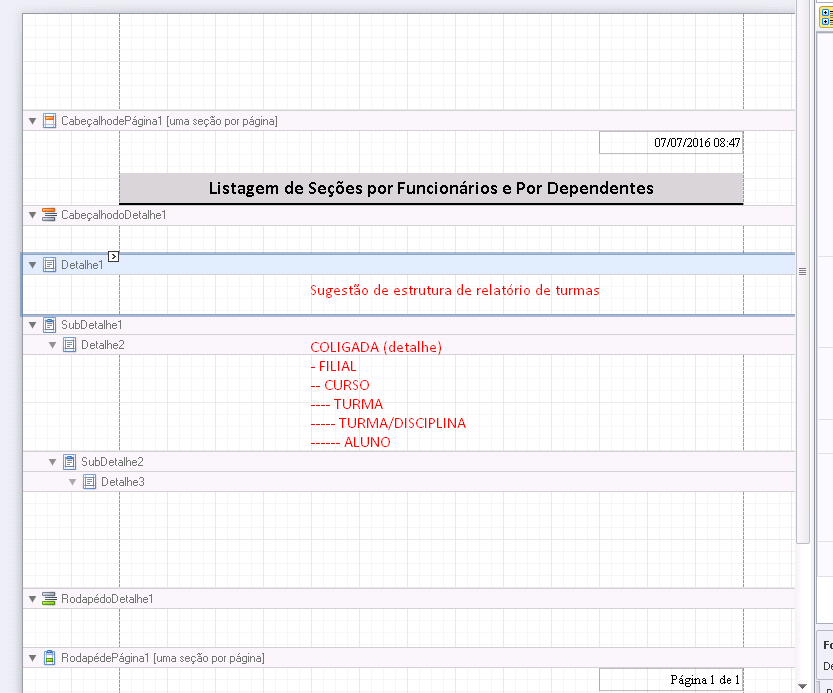 CabeçalhodePágina1 [uma seção por página]
07/07/2016 08:47
Listagem de Seções por Funcionários e Por Dependentes
CabeçalhodoDetalhe1
Detalhe1
Sugestão de estrutura de relatório de turmas
SubDetalhe1
Detalhe2
COLIGADA (detalhe)
- FILIAL
-- CURSO
---- TURMA
----- TURMA/DISCIPLINA
------ ALUNO
SubDetalhe2
Detalhe3
RodapédoDetalhe1
RodapédePágina1 [uma seção por página]
Página 1 de 1
Fo
De